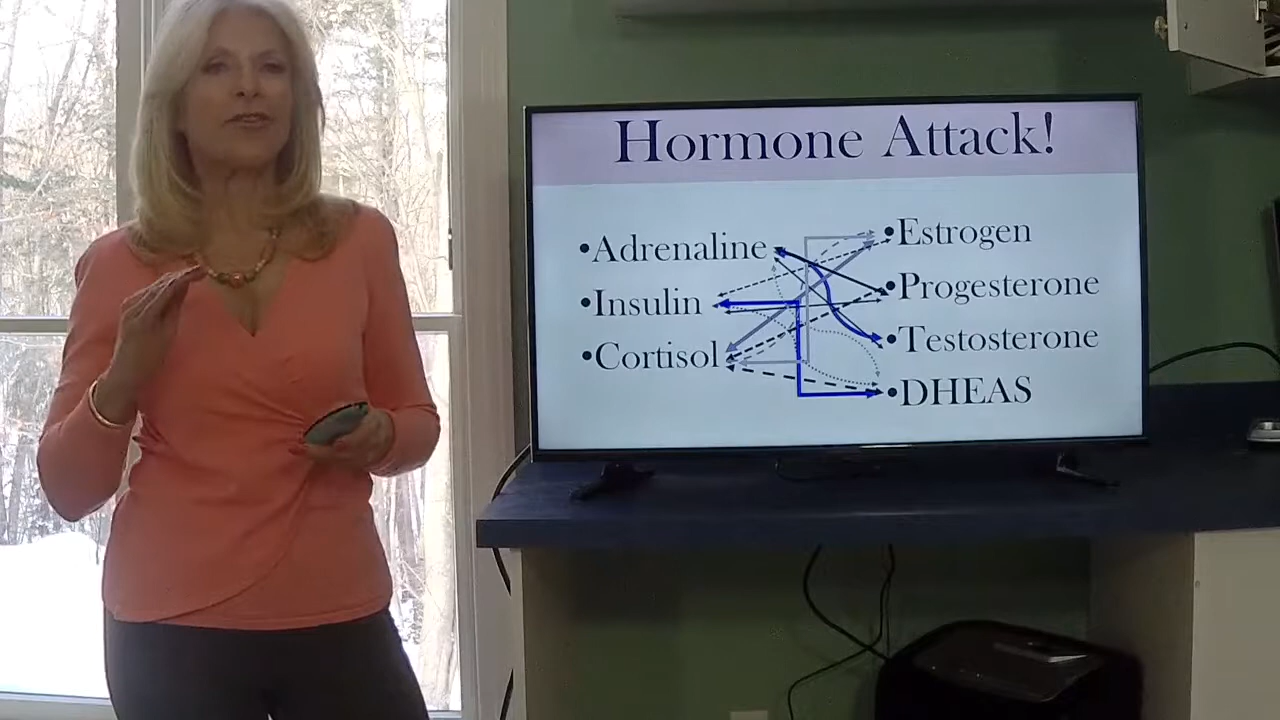 Hormone Attack!
•Adrenaline
•Insulin
•Cortisol
•Estrogen
•Progesterone
•Testosterone
•DHEAS